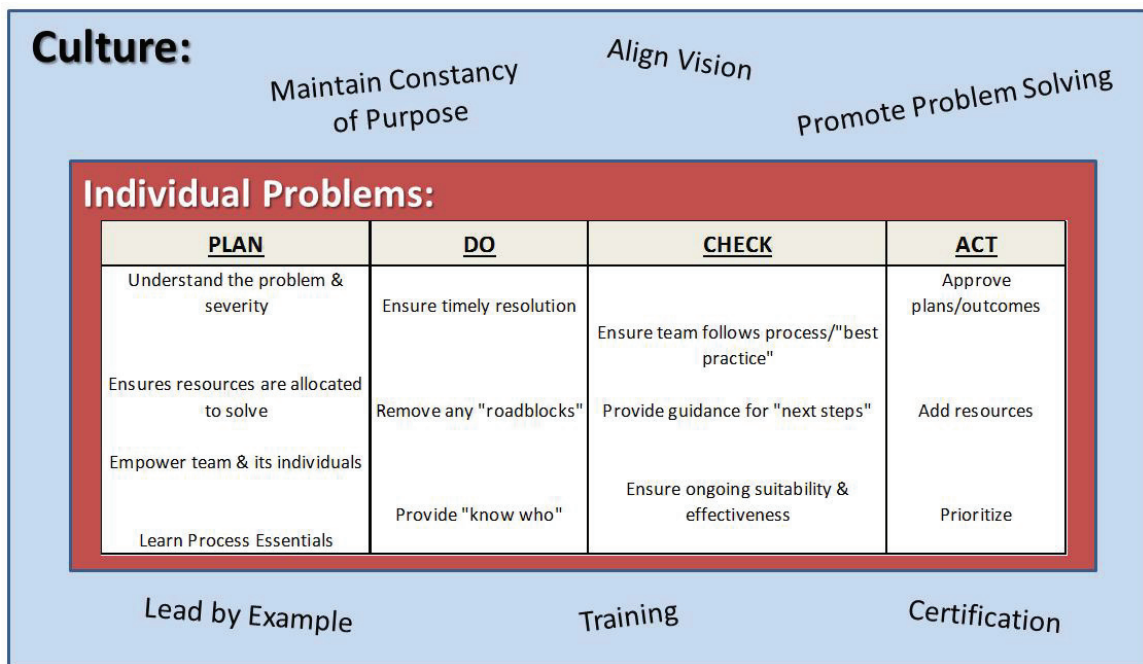 Culture:
Align Vision
Maintain Constancy
of Purpose
Promote Problem Solving
Individual Problems:
PLAN
Understand the problem &
severity
Ensures resources are allocated
to solve
Empower team & its individuals
Learn Process Essentials
DO
Ensure timely resolution
Remove any "roadblocks"
Provide "know who"
CHECK
Ensure team follows process/"best
practice"
Provide guidance for "next steps"
Ensure ongoing suitability &
effectiveness
ACT
Approve
plans/outcomes
Add resources
Prioritize
Lead by Example
Training
Certification